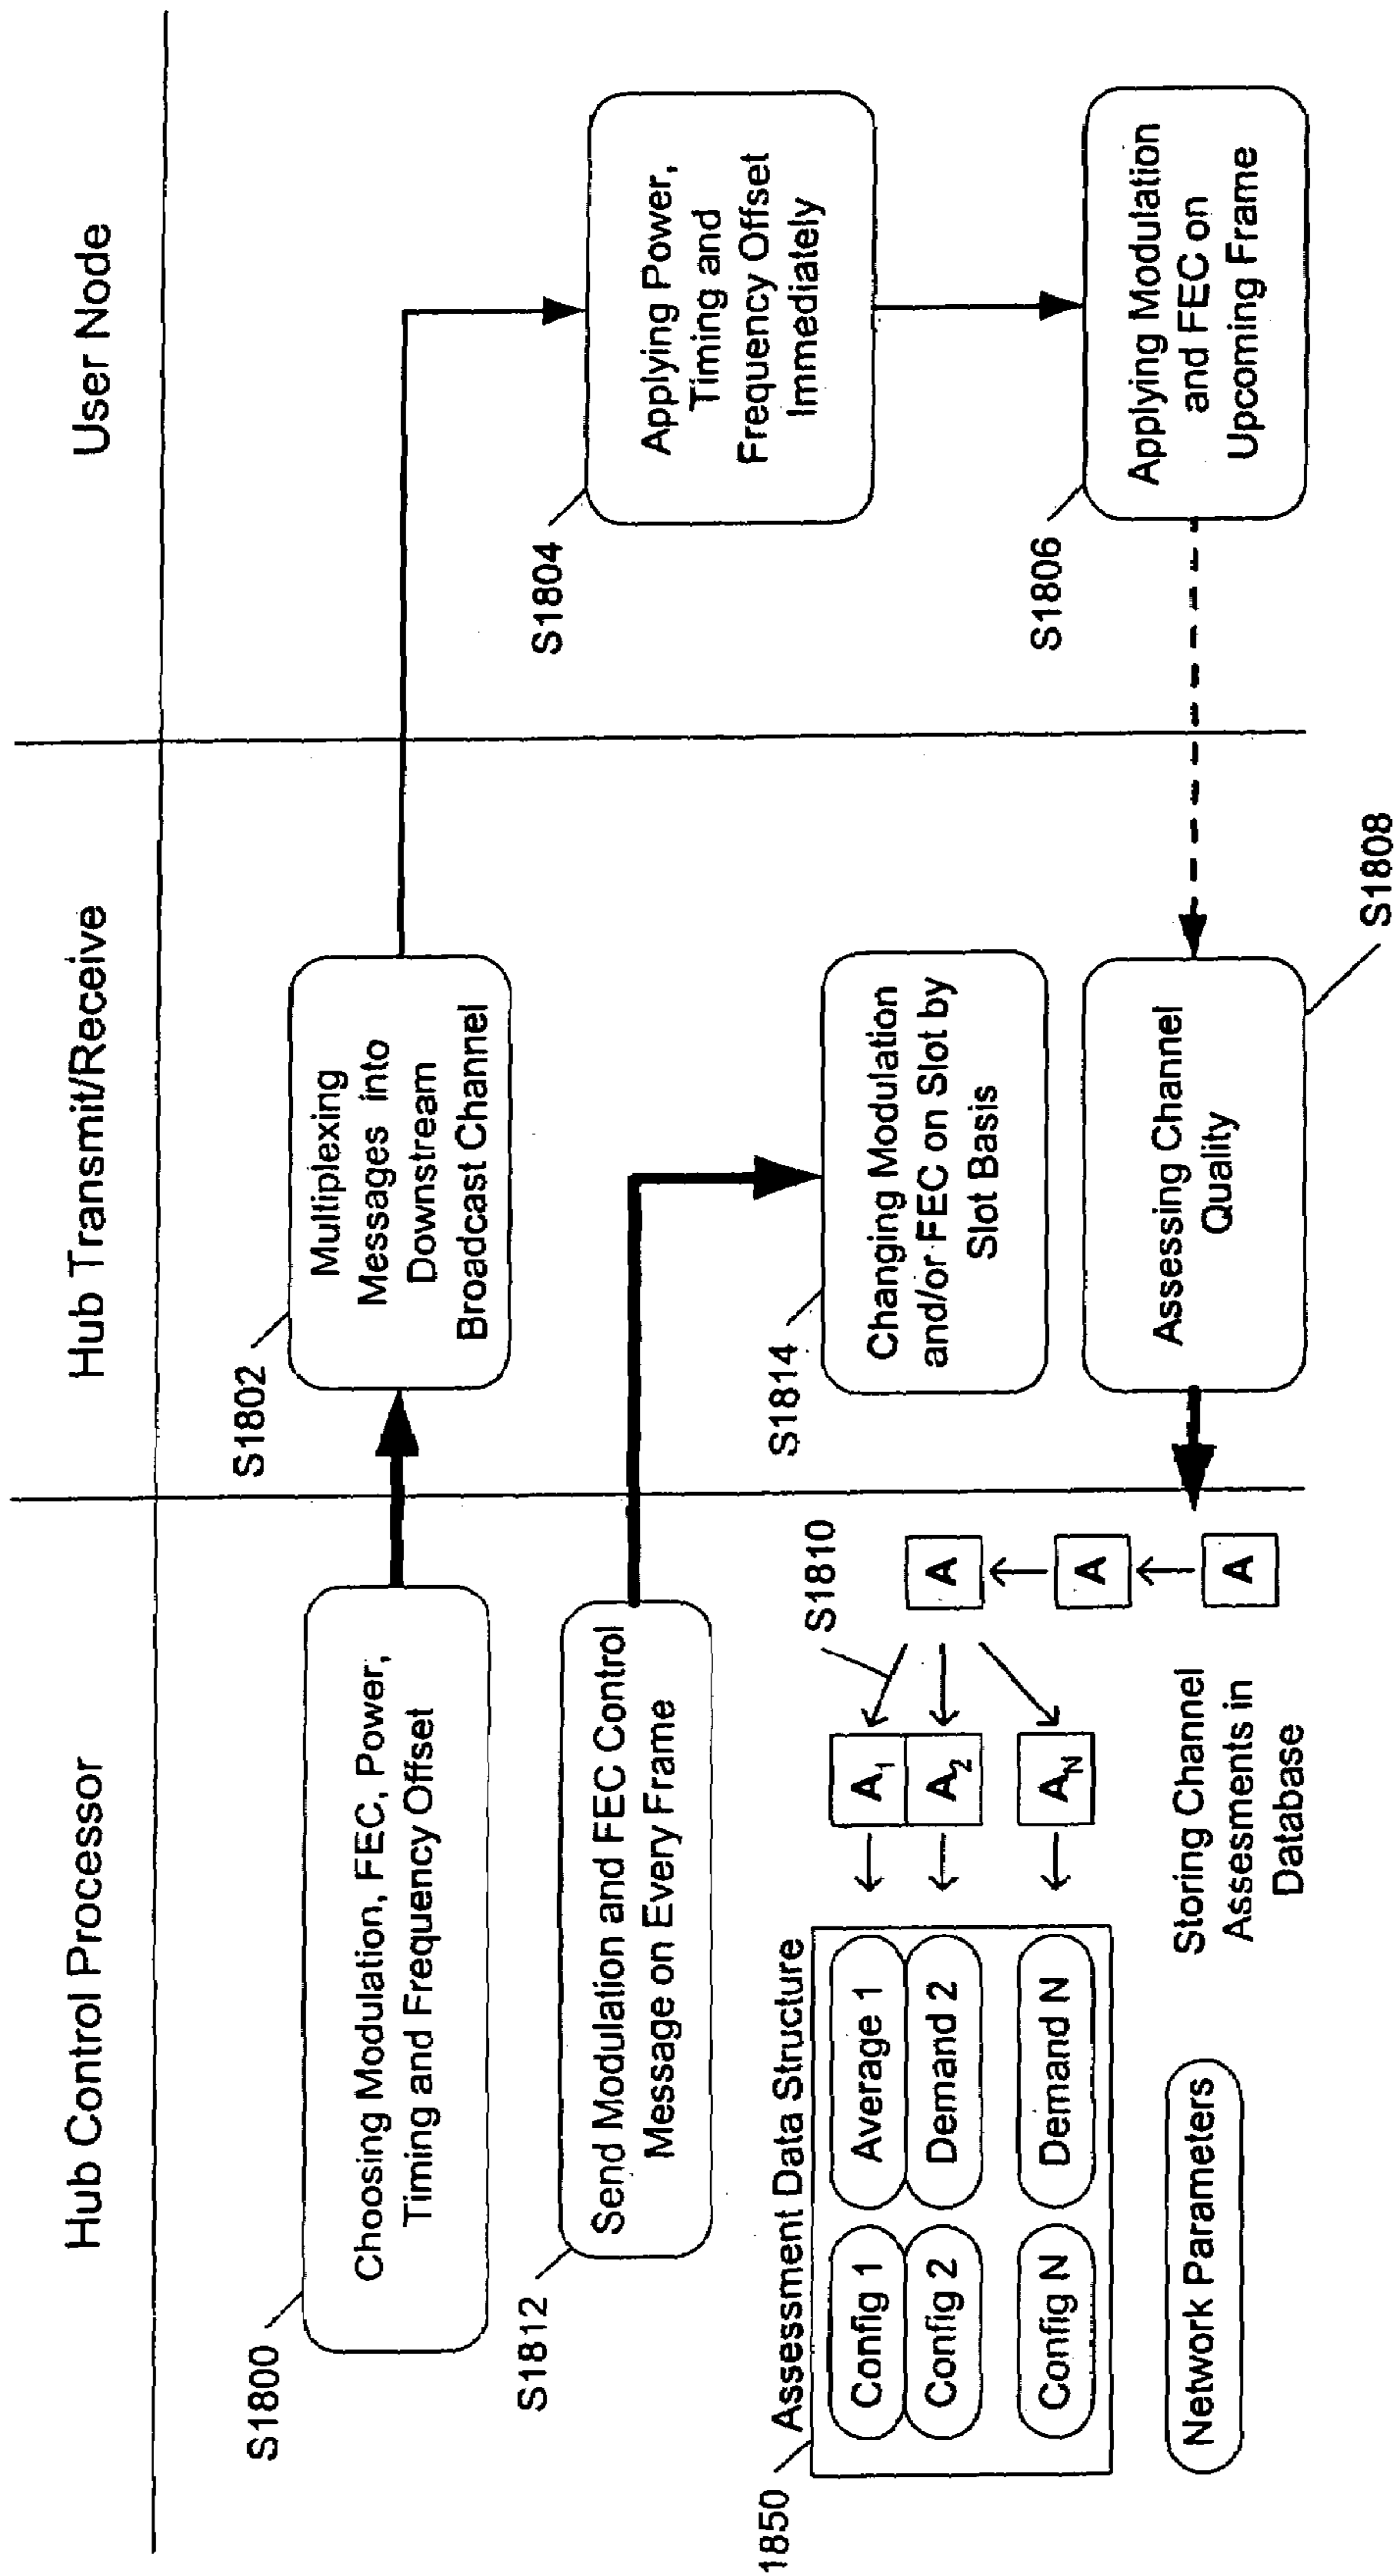 Hub Control Processor
Hub Transmit/Receive
User Node
S1800
Choosing Modulation, FEC, Power,
Timing and Frequency Offset
S1802
Multiplexing
Messages into
Downstream
Broadcast Channel
S1812
Send Modulation and FEC Control
Message on Every Frame
S1804
Applying Power,
Timing and
Frequency Offset
Immediately
1850
Assessment Data Structure
Config 1
Average 1
Config 2
Demand 2
Config N
Demand N
A1
A2
AN
S1810
A
A
A
S1814
Changing Modulation
and/or FEC on Slot by
Slot Basis
S1806
Applying Modulation
and FEC on
Upcoming Frame
Assessing Channel
Quality
S1808
Network Parameters
Storing Channel
Assesments in
Database